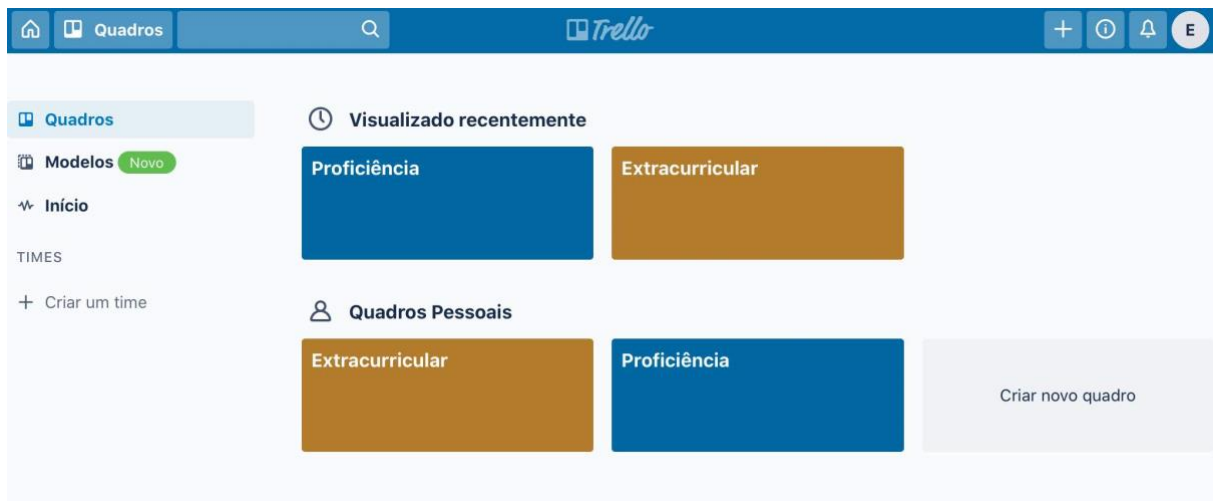 Quadros
Trello
E
Quadros
Modelos Novo
Início
TIMES
+ Criar um time
Visualizado recentemente
Proficiência
Extracurricular
Quadros Pessoais
Extracurricular
Proficiência
Criar novo quadro